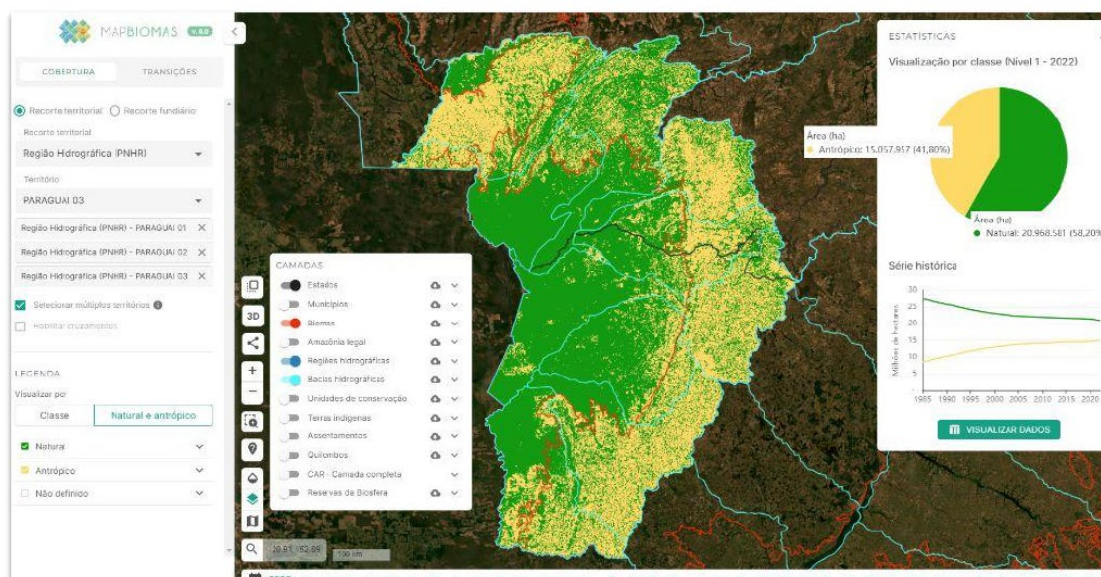 MAPBIOMAS v. 8.0
COBERTURA TRANSIÇÕES
Recorte territorial Recorte fundiário
Recorte territorial
Região Hidrográfica (PNHR)
Território
PARAGUAI 03
Região Hidrográfica (PNHR) - PARAGUAI 01 X
Região Hidrográfica (PNHR) - PARAGUAI 02 X
Região Hidrográfica (PNHR) - PARAGUAI 03 X
Selecionar múltiplos territórios
Habilitar cruzamentos
LEGENDA
Visualizar por
Classe Natural e antrópico
Natural
Antrópico
Não definido
3D
CAMADAS
Estados
Municípios
Biomas
Amazônia legal
Regiões hidrográficas
Bacias hidrográficas
Unidades de conservação
Terras indígenas
Assentamentos
Quilombos
CAR - Camada completa
Reservas da Biosfera
100 km
ESTATÍSTICAS
Visualização por classe (Nível 1 - 2022)
Área (ha)
Antrópico: 15.057.957 (41,80%)
Área (ha)
Natural: 20.968.581 (58,20%
Série histórica
Milhões de hectares
30
25
20
15
10
5
-
1985 1990 1995 2000 2005 2010 2015 2020
VISUALIZAR DADOS